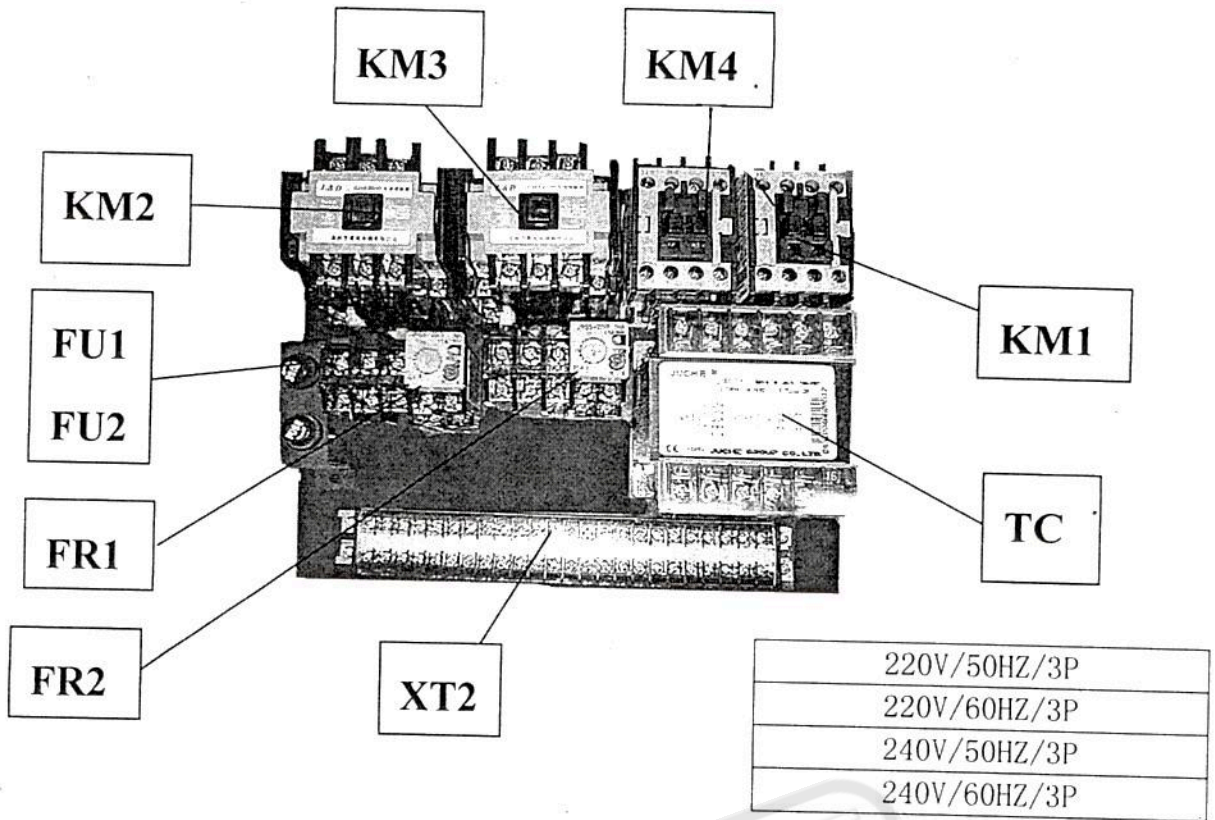 KM3
KM4
KM2
KM1
FU1
FU2
FR1
FR2
XT2
TC
220V/50HZ/3P
220V/60HZ/3P
240V/50HZ/3P
240V/60HZ/3P